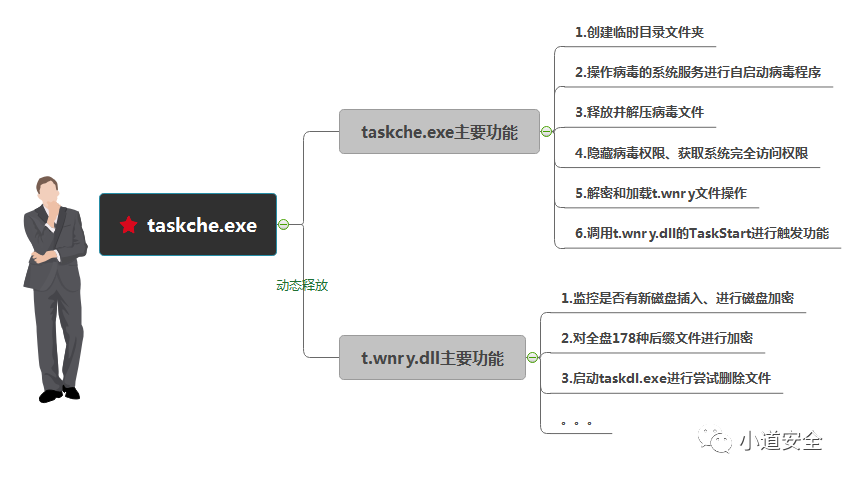 taskche.exe
动态释放
taskche.exe主要功能
1.创建临时目录文件夹
2.操作病毒的系统服务进行自启动病毒程序
3.释放并解压病毒文件
4.隐藏病毒权限、获取系统完全访问权限
5.解密和加载t.wnry文件操作
6.调用t.wnry.dll的TaskStart进行触发功能
t.wnry.dll主要功能
1.监控是否有新磁盘插入、进行磁盘加密
2.对全盘178种后缀文件进行加密
3.启动taskdl.exe进行尝试删除文件
。。。
小道安全